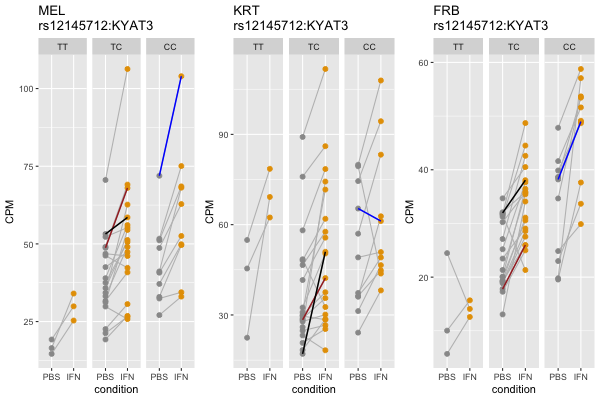 MEL
rs12145712:KYAT3
TT TC CC
CPM
100
75
50
25
PBS IFN PBS IFN PBS IFN
condition
KRT
rs12145712:KYAT3
TT TC CC
CPM
90
60
30
PBS IFN PBS IFN PBS IFN
condition
FRB
rs12145712:KYAT3
TT TC CC
CPM
60
40
20
PBS IFN PBS IFN PBS IFN
condition